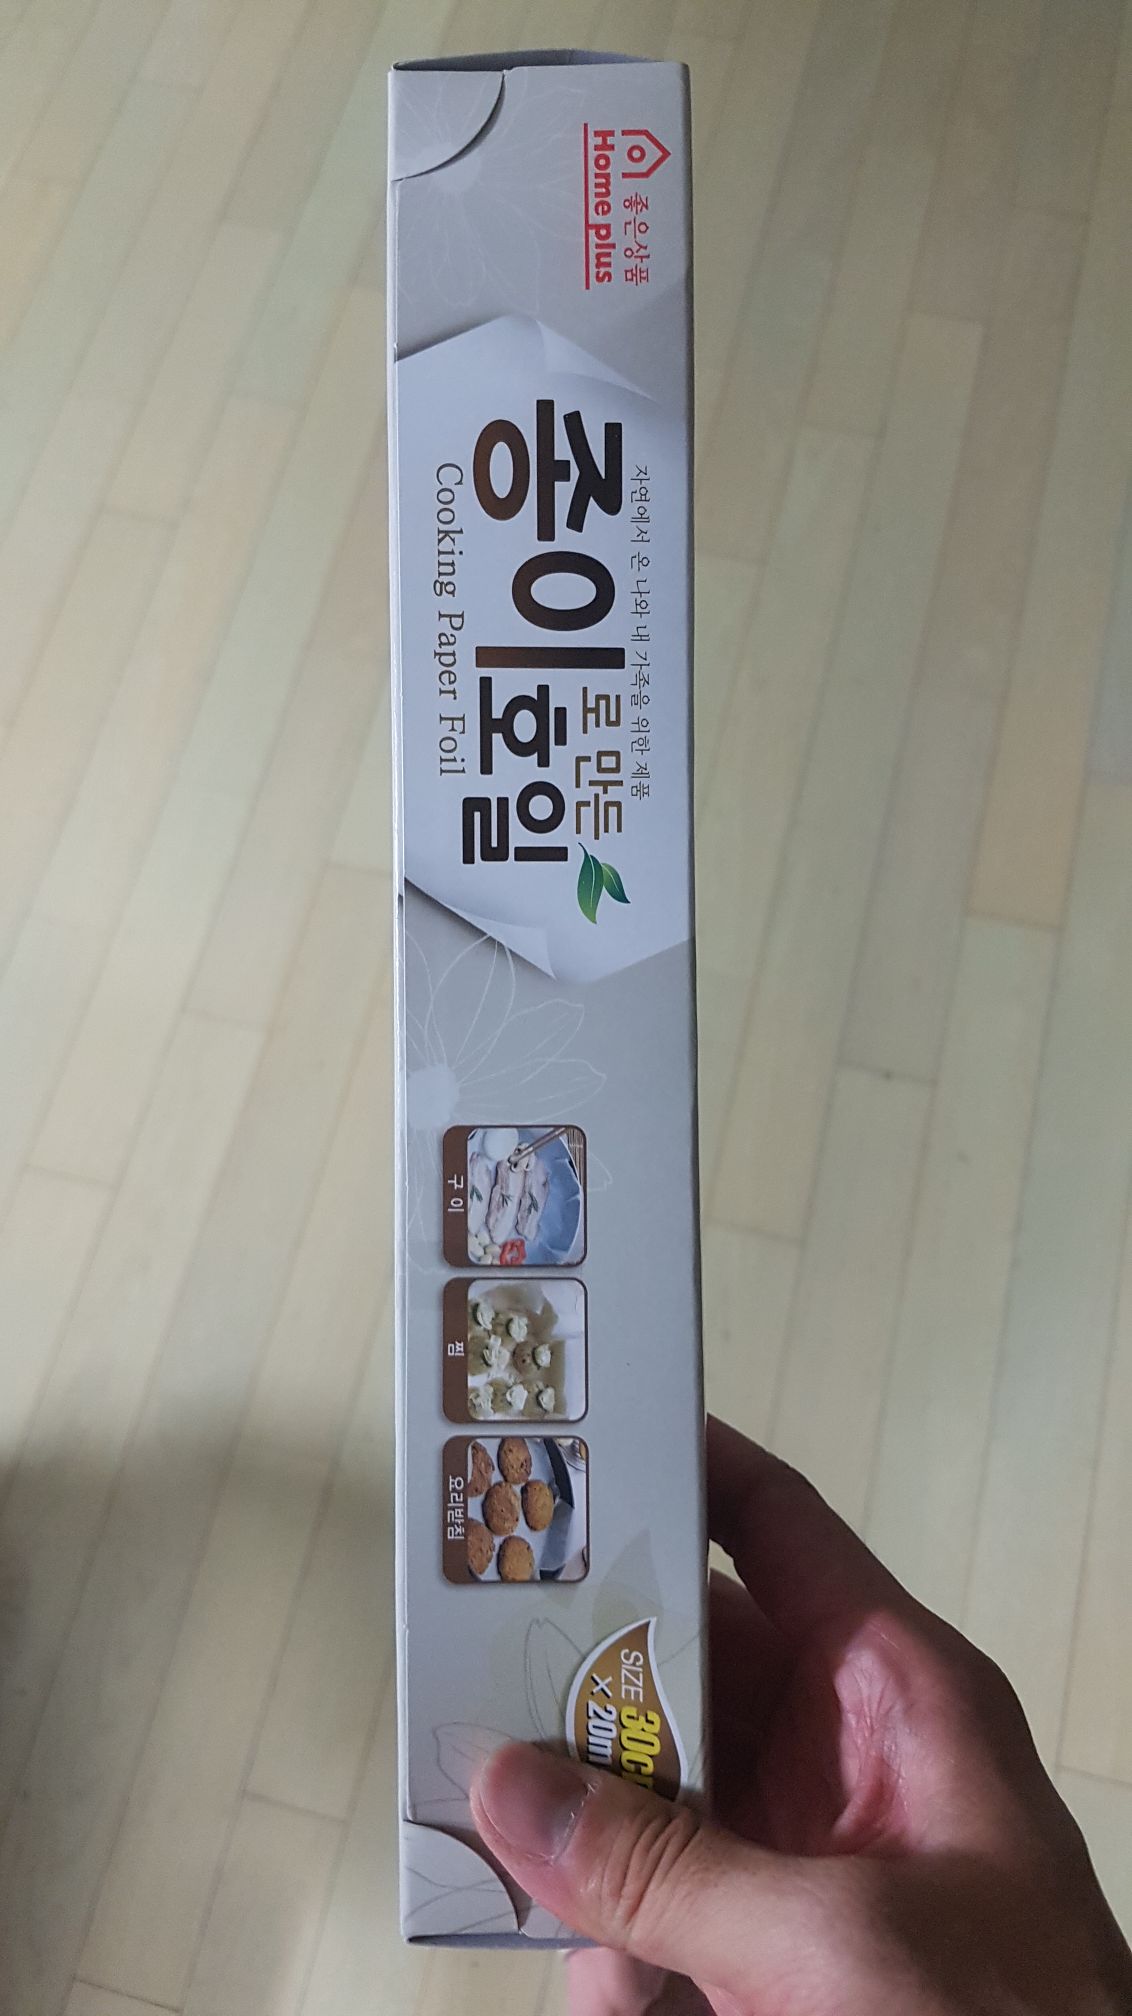 좋은상품
Home plus
자연에서 온 나와 내 가족을 위한 제품
종이로 만든
호일
Cooking Paper Foil
구이
찜
요리받침
SIZE 30c
× 20m